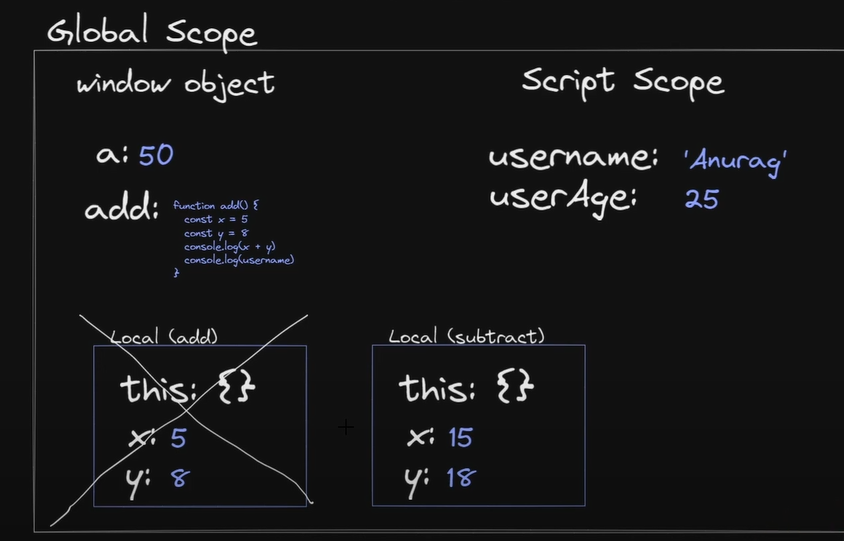 Global Scope
window object
Script Scope
a: 50
username: 'Anurag'
add:
function add() {
const x = 5
const y = 8
console.log(x + y)
console.log(username)
}
userAge: 25
Local (add)
this: {}
x: 5
y: 8
Local (subtract)
this: {}
x: 15
y: 18